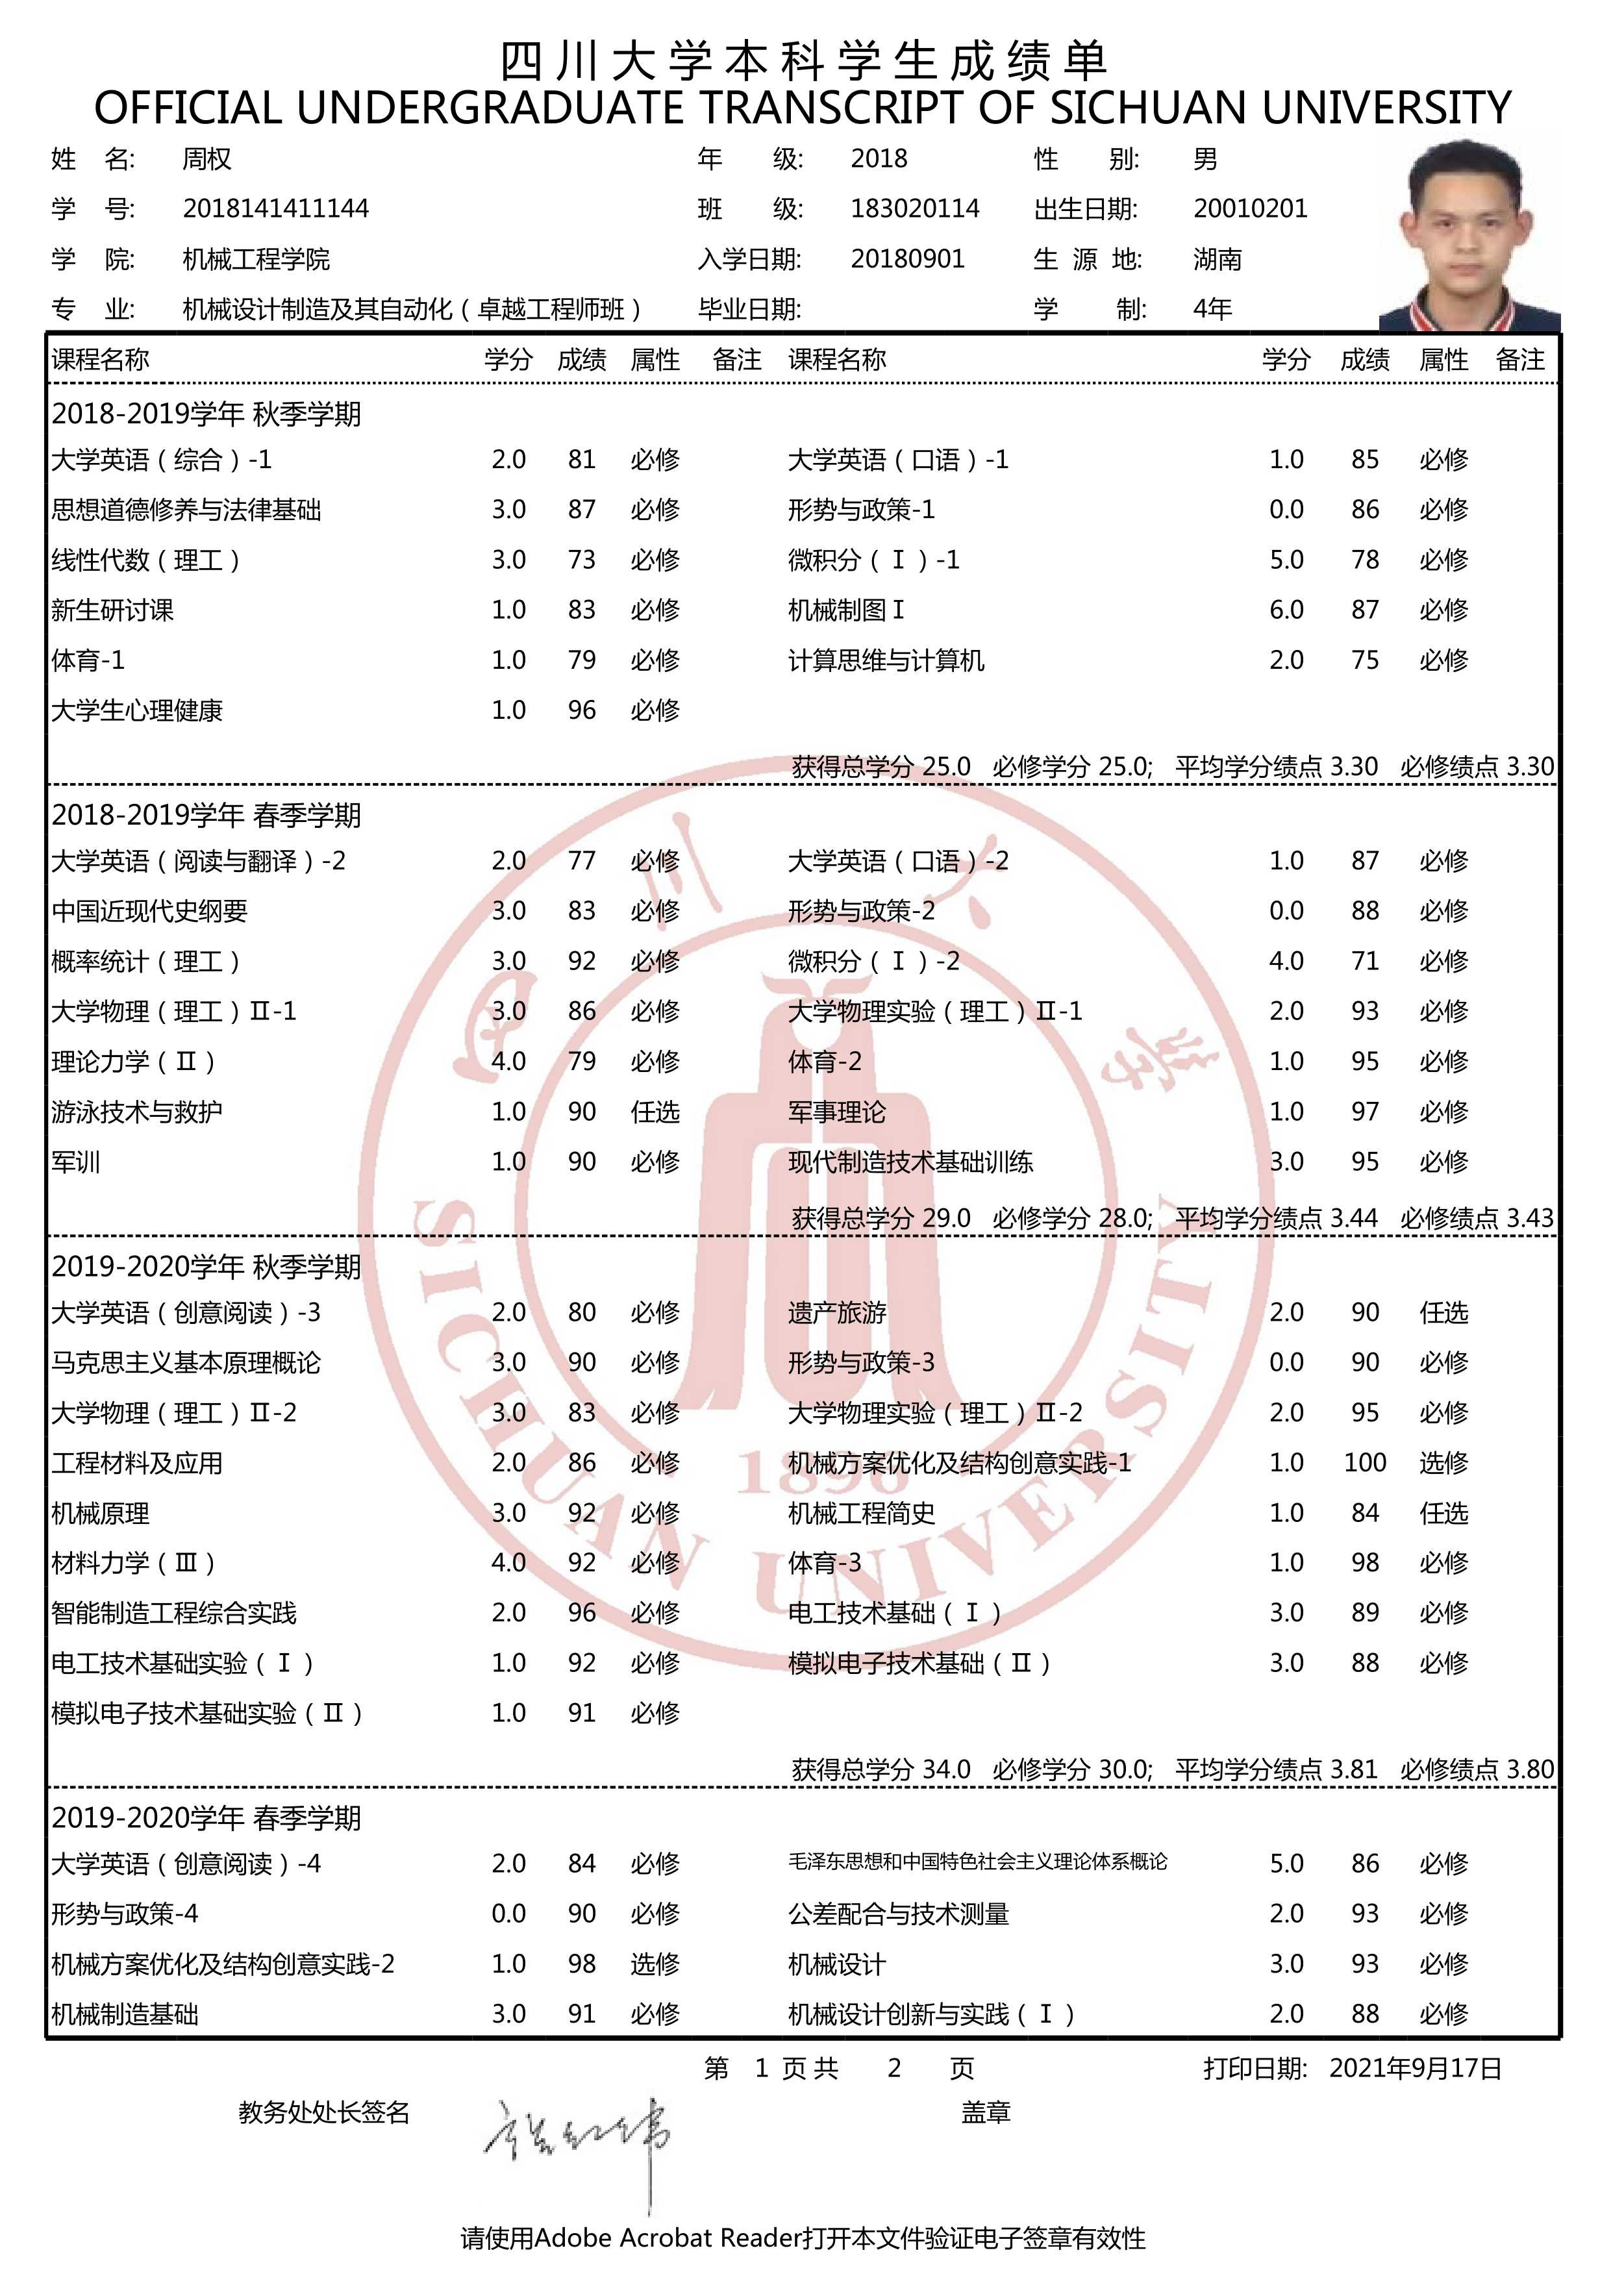 四川大学本科学生成绩单
OFFICIAL UNDERGRADUATE TRANSCRIPT OF SICHUAN UNIVERSITY
姓 名: 周权 年 级: 2018 性 别: 男
学 号: 2018141411144 班 级: 183020114 出生日期: 20010201
学 院: 机械工程学院 入学日期: 20180901 生 源 地: 湖南
专 业: 机械设计制造及其自动化（卓越工程师班） 毕业日期: 学 制: 4年
课程名称 学分 成绩 属性 备注 课程名称 学分 成绩 属性 备注
2018-2019学年 秋季学期
大学英语（综合）-1 2.0 81 必修 大学英语（口语）-1 1.0 85 必修
思想道德修养与法律基础 3.0 87 必修 形势与政策-1 0.0 86 必修
线性代数（理工） 3.0 73 必修 微积分（Ⅰ）-1 5.0 78 必修
新生研讨课 1.0 83 必修 机械制图Ⅰ 6.0 87 必修
体育-1 1.0 79 必修 计算思维与计算机 2.0 75 必修
大学生心理健康 1.0 96 必修
获得总学分 25.0 必修学分 25.0; 平均学分绩点 3.30 必修绩点 3.30
2018-2019学年 春季学期
大学英语（阅读与翻译）-2 2.0 77 必修 大学英语（口语）-2 1.0 87 必修
中国近现代史纲要 3.0 83 必修 形势与政策-2 0.0 88 必修
概率统计（理工） 3.0 92 必修 微积分（Ⅰ）-2 4.0 71 必修
大学物理（理工）Ⅱ-1 3.0 86 必修 大学物理实验（理工）Ⅱ-1 2.0 93 必修
理论力学（Ⅱ） 4.0 79 必修 体育-2 1.0 95 必修
游泳技术与救护 1.0 90 任选 军事理论 1.0 97 必修
军训 1.0 90 必修 现代制造技术基础训练 3.0 95 必修
获得总学分 29.0 必修学分 28.0; 平均学分绩点 3.44 必修绩点 3.43
2019-2020学年 秋季学期
大学英语（创意阅读）-3 2.0 80 必修 遗产旅游 2.0 90 任选
马克思主义基本原理概论 3.0 90 必修 形势与政策-3 0.0 90 必修
大学物理（理工）Ⅱ-2 3.0 83 必修 大学物理实验（理工）Ⅱ-2 2.0 95 必修
工程材料及应用 2.0 86 必修 机械方案优化及结构创意实践-1 1.0 100 选修
机械原理 3.0 92 必修 机械工程简史 1.0 84 任选
材料力学（Ⅲ） 4.0 92 必修 体育-3 1.0 98 必修
智能制造工程综合实践 2.0 96 必修 电工技术基础（Ⅰ） 3.0 89 必修
电工技术基础实验（Ⅰ） 1.0 92 必修 模拟电子技术基础（Ⅱ） 3.0 88 必修
模拟电子技术基础实验（Ⅱ） 1.0 91 必修
获得总学分 34.0 必修学分 30.0; 平均学分绩点 3.81 必修绩点 3.80
2019-2020学年 春季学期
大学英语（创意阅读）-4 2.0 84 必修 毛泽东思想和中国特色社会主义理论体系概论 5.0 86 必修
形势与政策-4 0.0 90 必修 公差配合与技术测量 2.0 93 必修
机械方案优化及结构创意实践-2 1.0 98 选修 机械设计 3.0 93 必修
机械制造基础 3.0 91 必修 机械设计创新与实践（Ⅰ） 2.0 88 必修
四川大学
1896
SICHUAN UNIVERSITY
第 1 页 共 2 页 打印日期: 2021年9月17日
教务处处长签名 盖章
请使用Adobe Acrobat Reader打开本文件验证电子签章有效性